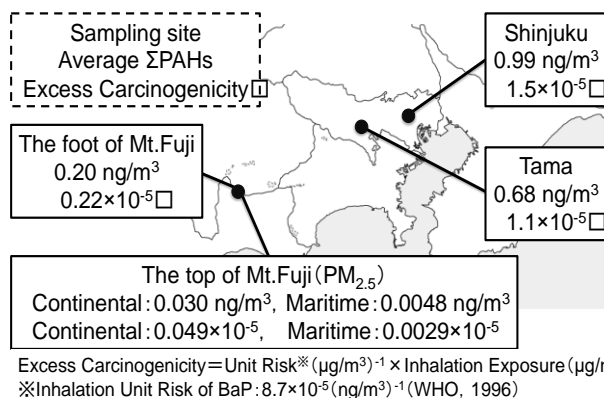 Sampling site
Average ΣPAHs
Excess Carcinogenicity□
Shinjuku
0.99 ng/m³
1.5×10⁻⁵□
The foot of Mt.Fuji
0.20 ng/m³
0.22×10⁻⁵□
Tama
0.68 ng/m³
1.1×10⁻⁵□
The top of Mt.Fuji(PM₂.₅)
Continental:0.030 ng/m³, Maritime:0.0048 ng/m³
Continental:0.049×10⁻⁵, Maritime:0.0029×10⁻⁵
Excess Carcinogenicity=Unit Risk※(μg/m³)⁻¹×Inhalation Exposure(μg/
※Inhalation Unit Risk of BaP:8.7×10⁻⁵(ng/m³)⁻¹(WHO, 1996)